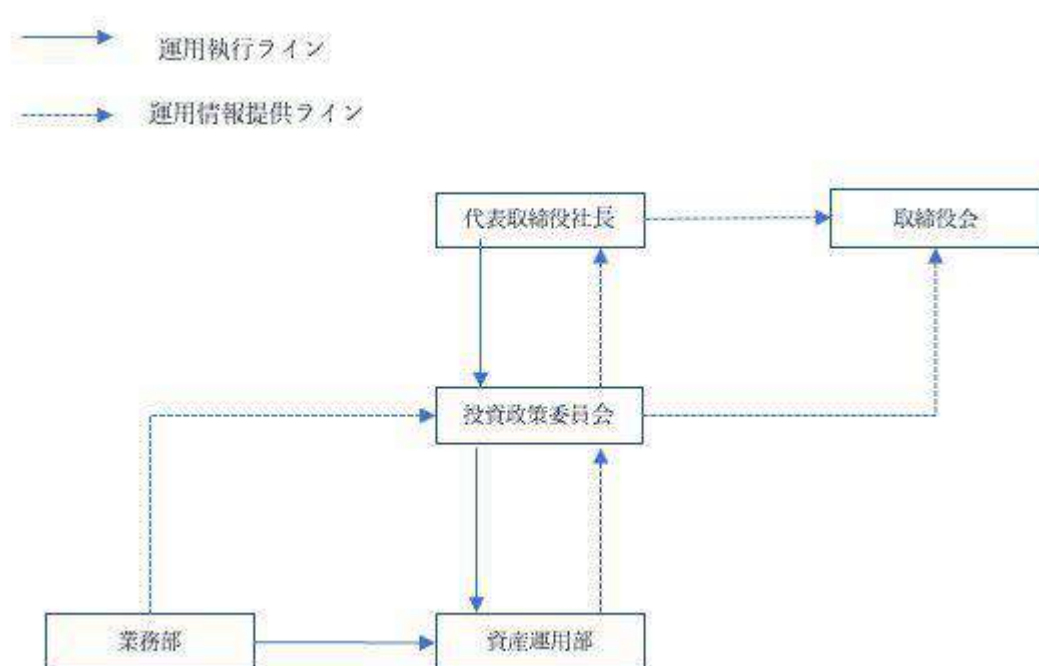 運用執行ライン
運用情報提供ライン
代表取締役社長
取締役会
投資政策委員会
業務部
資産運用部